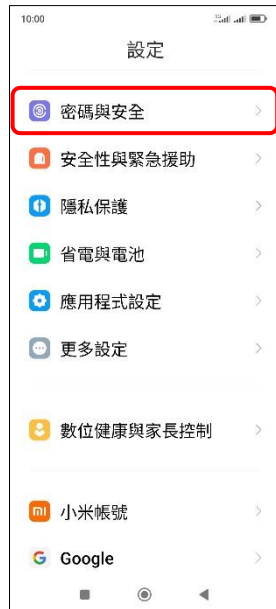 10:00
設定
密碼與安全
安全性與緊急援助
隱私保護
省電與電池
應用程式設定
更多設定
數位健康與家長控制
小米帳號
Google